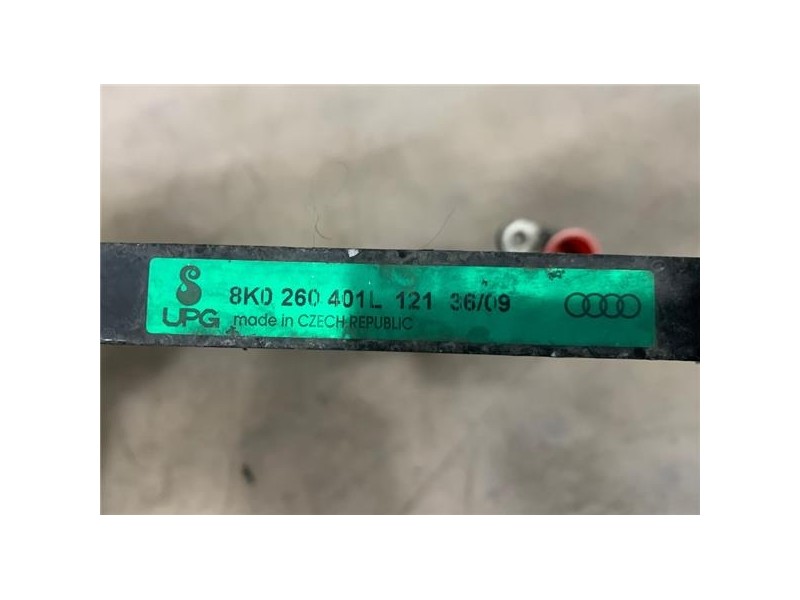 8K0 260 401L 121 36/09
UPG made in CZECH REPUBLIC